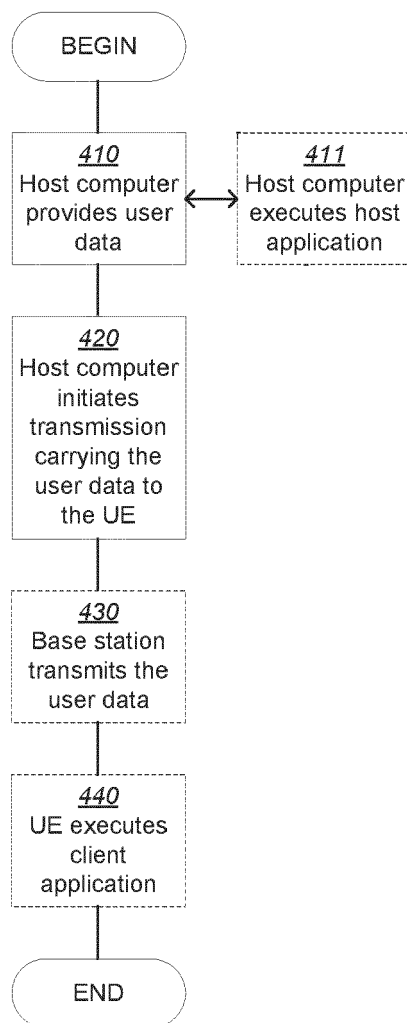 BEGIN
410
Host computer
provides user
data
411
Host computer
executes host
application
420
Host computer
initiates
transmission
carrying the
user data to
the UE
430
Base station
transmits the
user data
440
UE executes
client
application
END